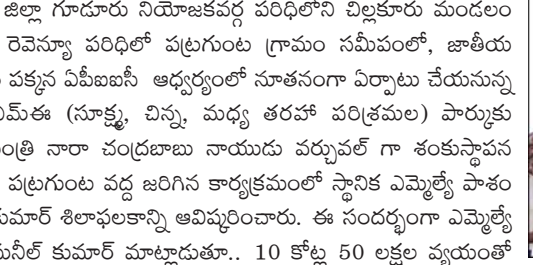 జిల్లా గూడూరు నియోజకవర్గ పరిధిలోని చిల్లకూరు మండలం
రెవెన్యూ పరిధిలో పట్రగుంట గ్రామం సమీపంలో, జాతీయ
పక్కన ఏపీఐఐసీ ఆధ్వర్యంలో నూతనంగా ఏర్పాటు చేయనున్న
ఎమ్ఈ (సూక్ష్మ, చిన్న, మధ్య తరహా పరిశ్రమల) పార్కుకు
నారా చంద్రబాబు నాయుడు వర్చువల్ గా శంకుస్థాపన
పట్రగుంట వద్ద జరిగిన కార్యక్రమంలో స్థానిక ఎమ్మెల్యే పాశం
కుమార్ శిలాఫలకాన్ని ఆవిష్కరించారు. ఈ సందర్భంగా ఎమ్మెల్యే
సునీల్ కుమార్ మాట్లాడుతూ.. 10 కోట్ల 50 లక్షల వ్యయంతో